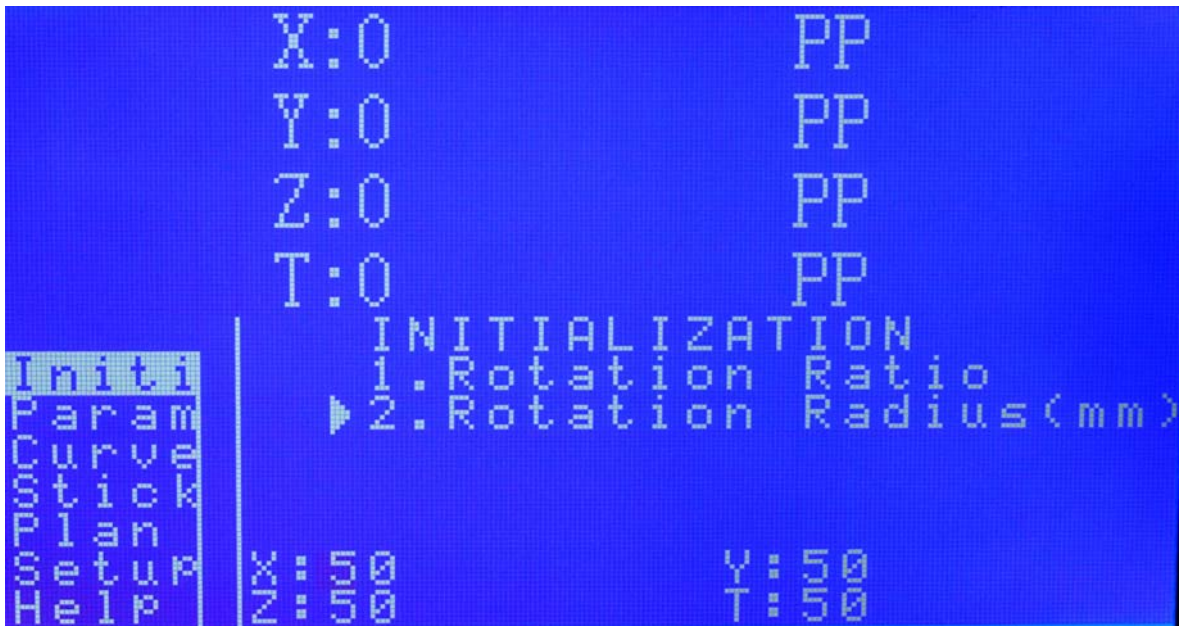 X:0 PP
Y:0 PP
Z:0 PP
T:0 PP
INITIALIZATION
1.Rotation Ratio
2.Rotation Radius(mm)
Initi
Param
Curve
Stick
Plan
Setup
Help
X:50 Y:50
Z:50 T:50